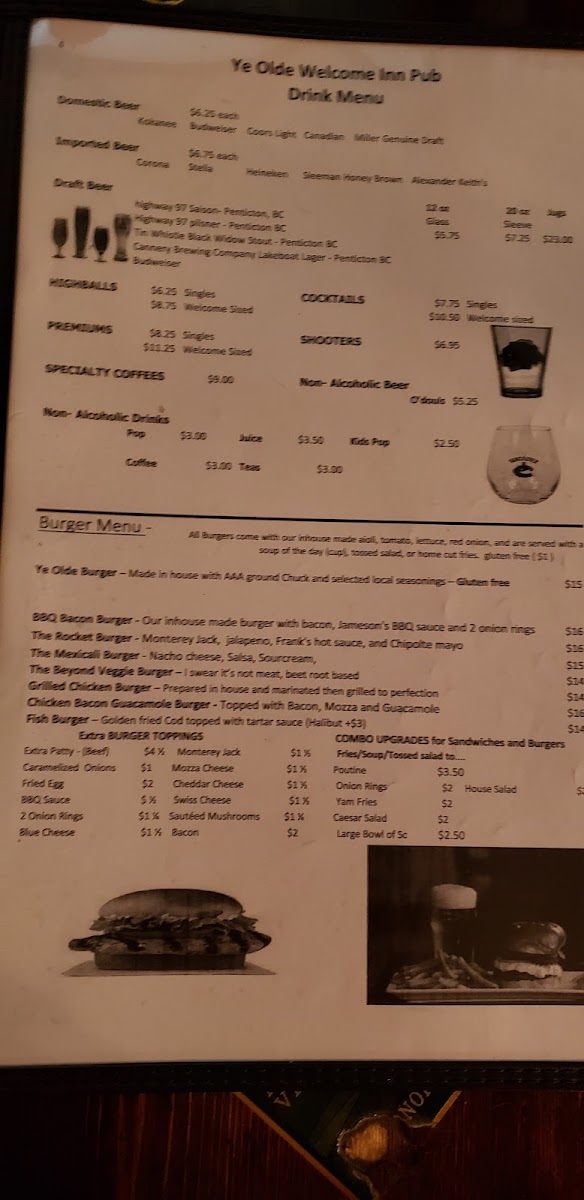 Ye Olde Welcome Inn Pub
Drink Menu
Domestic Beer $6.25 each
Kokanee Budweiser Coors Light Canadian Miller Genuine Draft
Imported Beer $6.75 each
Corona Stella Heineken Sleeman Honey Brown Alexander Keith's
Draft Beer 12 oz 20 oz Jugs
Highway 97 Saison- Penticton, BC Glass Sleeve
Highway 97 pilsner - Penticton BC $5.75 $7.25 $23.00
Tin Whistle Black Widow Stout - Penticton BC
Cannery Brewing Company Lakeboat Lager - Penticton BC
Budweiser
HIGHBALLS $6.25 Singles COCKTAILS $7.75 Singles
$8.75 Welcome Sized $10.50 Welcome sized
PREMIUMS $8.25 Singles SHOOTERS $6.95
$11.25 Welcome Sized
SPECIALTY COFFEES $9.00 Non- Alcoholic Beer
O'douls $5.25
Non- Alcoholic Drinks
Pop $3.00 Juice $3.50 Kids Pop $2.50
Coffee $3.00 Teas $3.00
Burger Menu -
All Burgers come with our inhouse made aioli, tomato, lettuce, red onion, and are served with a
soup of the day (cup), tossed salad, or home cut fries. gluten free ( $1 )
Ye Olde Burger – Made in house with AAA ground Chuck and selected local seasonings – Gluten free $15
BBQ Bacon Burger - Our inhouse made burger with bacon, Jameson's BBQ sauce and 2 onion rings $16
The Rocket Burger - Monterey Jack, jalapeno, Frank's hot sauce, and Chipolte mayo $16
The Mexicali Burger - Nacho cheese, Salsa, Sourcream, $15
The Beyond Veggie Burger – I swear it's not meat, beet root based $14
Grilled Chicken Burger – Prepared in house and marinated then grilled to perfection $14
Chicken Bacon Guacamole Burger - Topped with Bacon, Mozza and Guacamole $16
Fish Burger – Golden fried Cod topped with tartar sauce (Halibut +$3) $14
Extra BURGER TOPPINGS COMBO UPGRADES for Sandwiches and Burgers
Extra Patty - (Beef) $4 ½ Monterey Jack $1 ½ Fries/Soup/Tossed salad to....
Caramelized Onions $1 Mozza Cheese $1 ½ Poutine $3.50
Fried Egg $2 Cheddar Cheese $1 ½ Onion Rings $2 House Salad
BBQ Sauce $ ½ Swiss Cheese $1 ½ Yam Fries $2
2 Onion Rings $1 ½ Sautéed Mushrooms $1 ½ Caesar Salad $2
Blue Cheese $1 ½ Bacon $2 Large Bowl of Sc $2.50